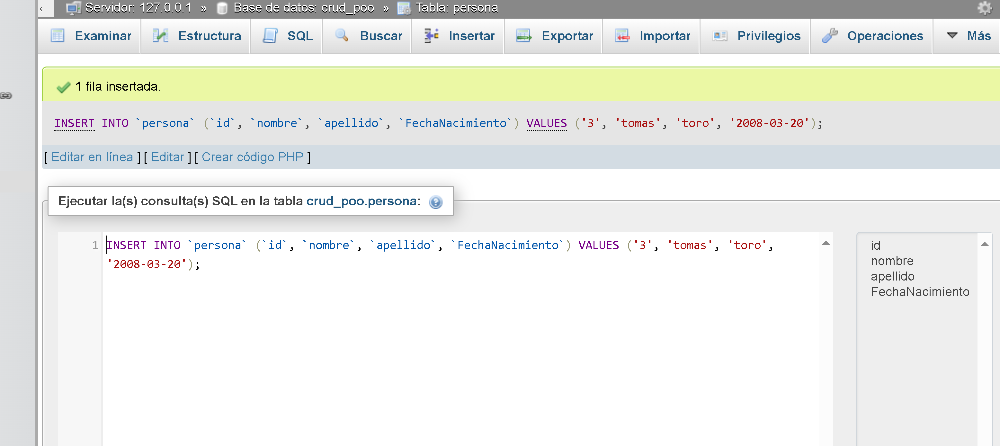 ← Servidor: 127.0.0.1 » Base de datos: crud_poo » Tabla: persona
Examinar Estructura SQL Buscar Insertar Exportar Importar Privilegios Operaciones Más
1 fila insertada.
INSERT INTO `persona` (`id`, `nombre`, `apellido`, `FechaNacimiento`) VALUES ('3', 'tomas', 'toro', '2008-03-20');
[ Editar en línea ] [ Editar ] [ Crear código PHP ]
Ejecutar la(s) consulta(s) SQL en la tabla crud_poo.persona:
1 INSERT INTO `persona` (`id`, `nombre`, `apellido`, `FechaNacimiento`) VALUES ('3', 'tomas', 'toro',
'2008-03-20');
id
nombre
apellido
FechaNacimiento